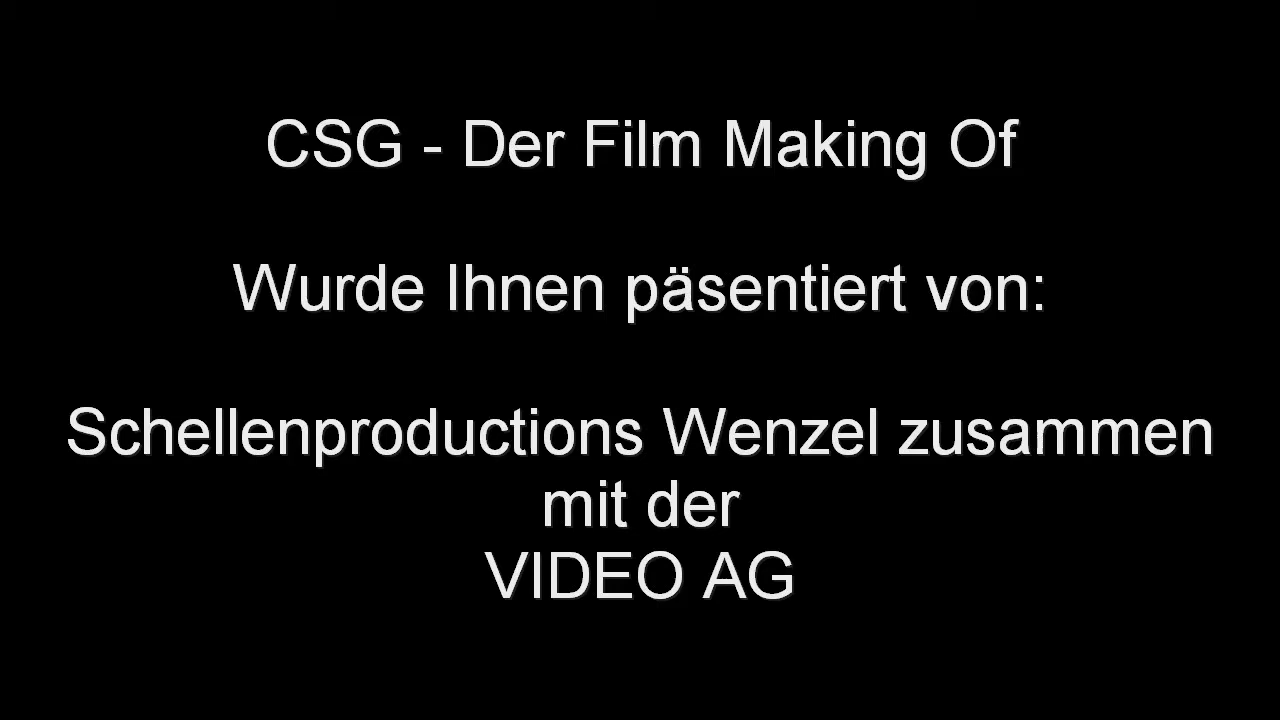 CSG - Der Film Making Of
Wurde Ihnen päsentiert von:
Schellenproductions Wenzel zusammen
mit der
VIDEO AG